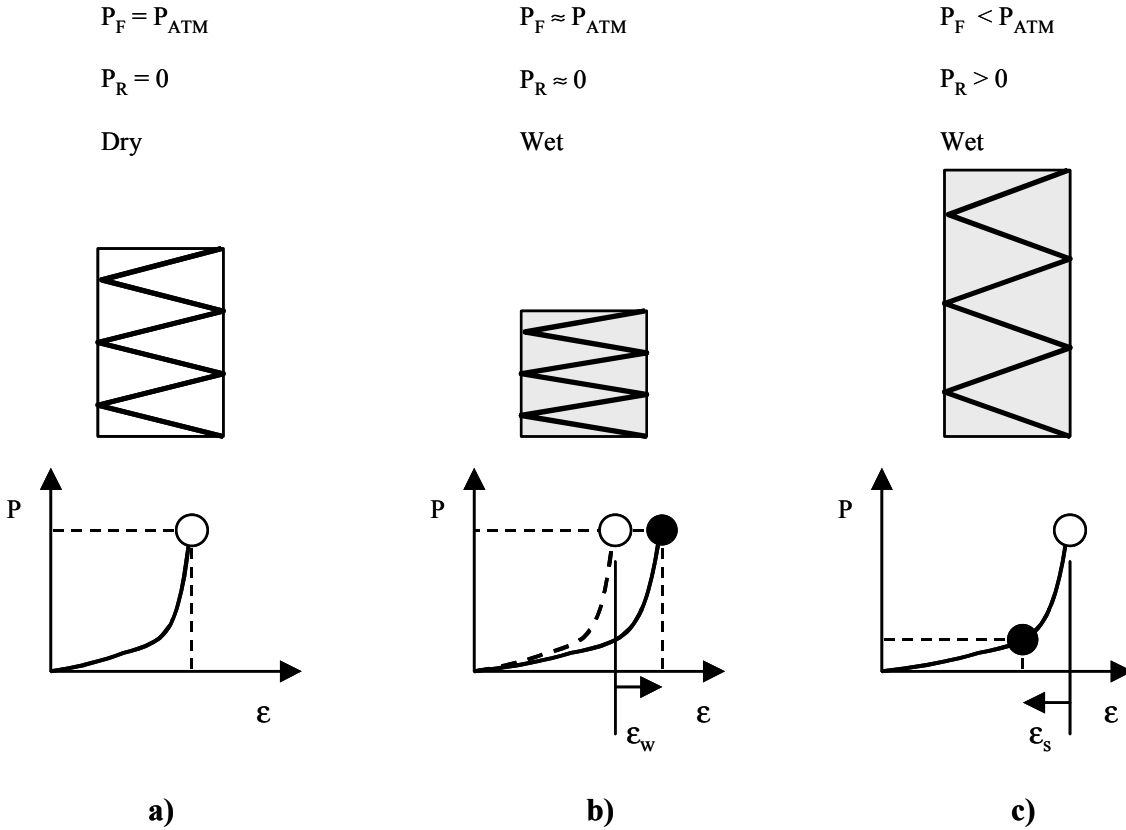 P_F = P_ATM
P_R = 0
Dry
P
ε
a)
P_F ≈ P_ATM
P_R ≈ 0
Wet
P
ε_w
ε
b)
P_F < P_ATM
P_R > 0
Wet
P
ε_s
ε
c)